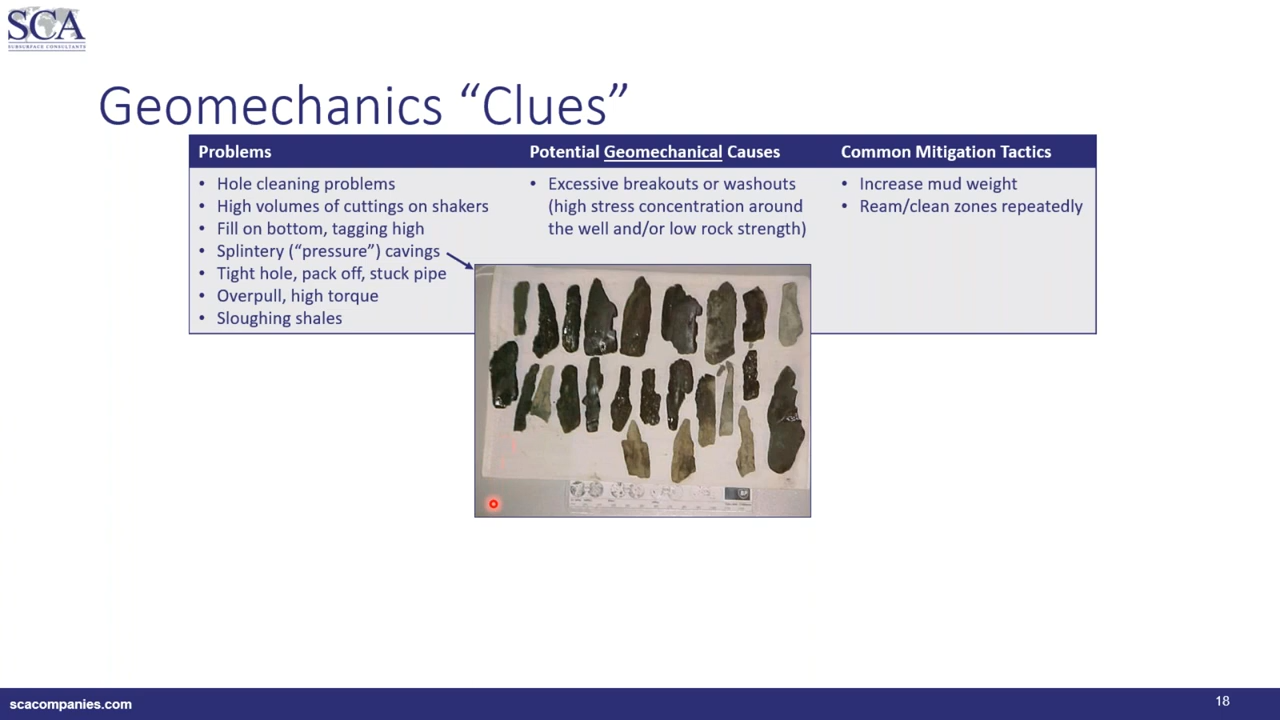 SCA
SUBSURFACE CONSULTANTS
Geomechanics “Clues”
Problems
Potential Geomechanical Causes
Common Mitigation Tactics
• Hole cleaning problems
• High volumes of cuttings on shakers
• Fill on bottom, tagging high
• Splintery (“pressure”) cavings
• Tight hole, pack off, stuck pipe
• Overpull, high torque
• Sloughing shales
• Excessive breakouts or washouts
(high stress concentration around
the well and/or low rock strength)
• Increase mud weight
• Ream/clean zones repeatedly
scacompanies.com
18